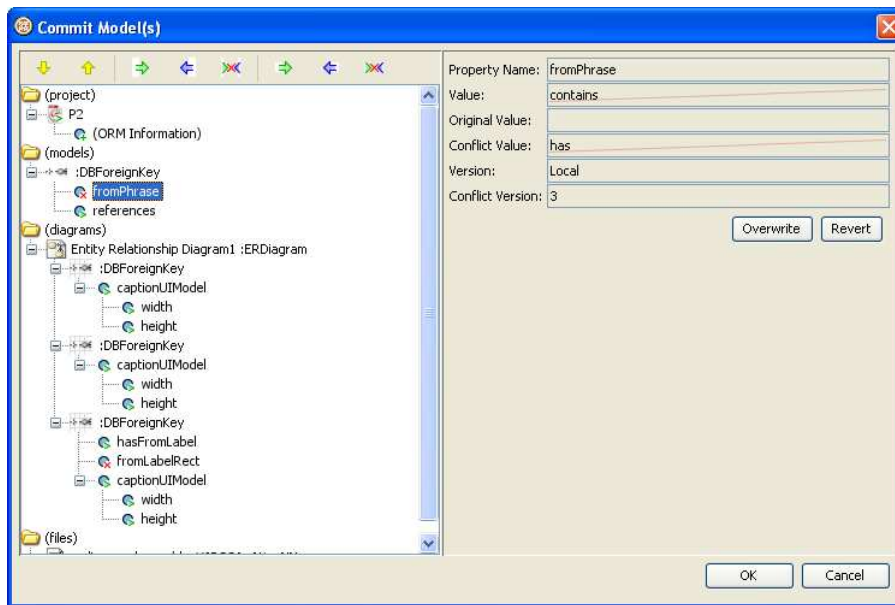 Commit Model(s)
(project)
P2
(ORM Information)
(models)
:DBForeignKey
fromPhrase
references
(diagrams)
Entity Relationship Diagram1 :ERDiagram
:DBForeignKey
captionUIModel
width
height
:DBForeignKey
captionUIModel
width
height
:DBForeignKey
hasFromLabel
fromLabelRect
captionUIModel
width
height
(files)
Property Name: fromPhrase
Value: contains
Original Value:
Conflict Value: has
Version: Local
Conflict Version: 3
Overwrite Revert
OK Cancel